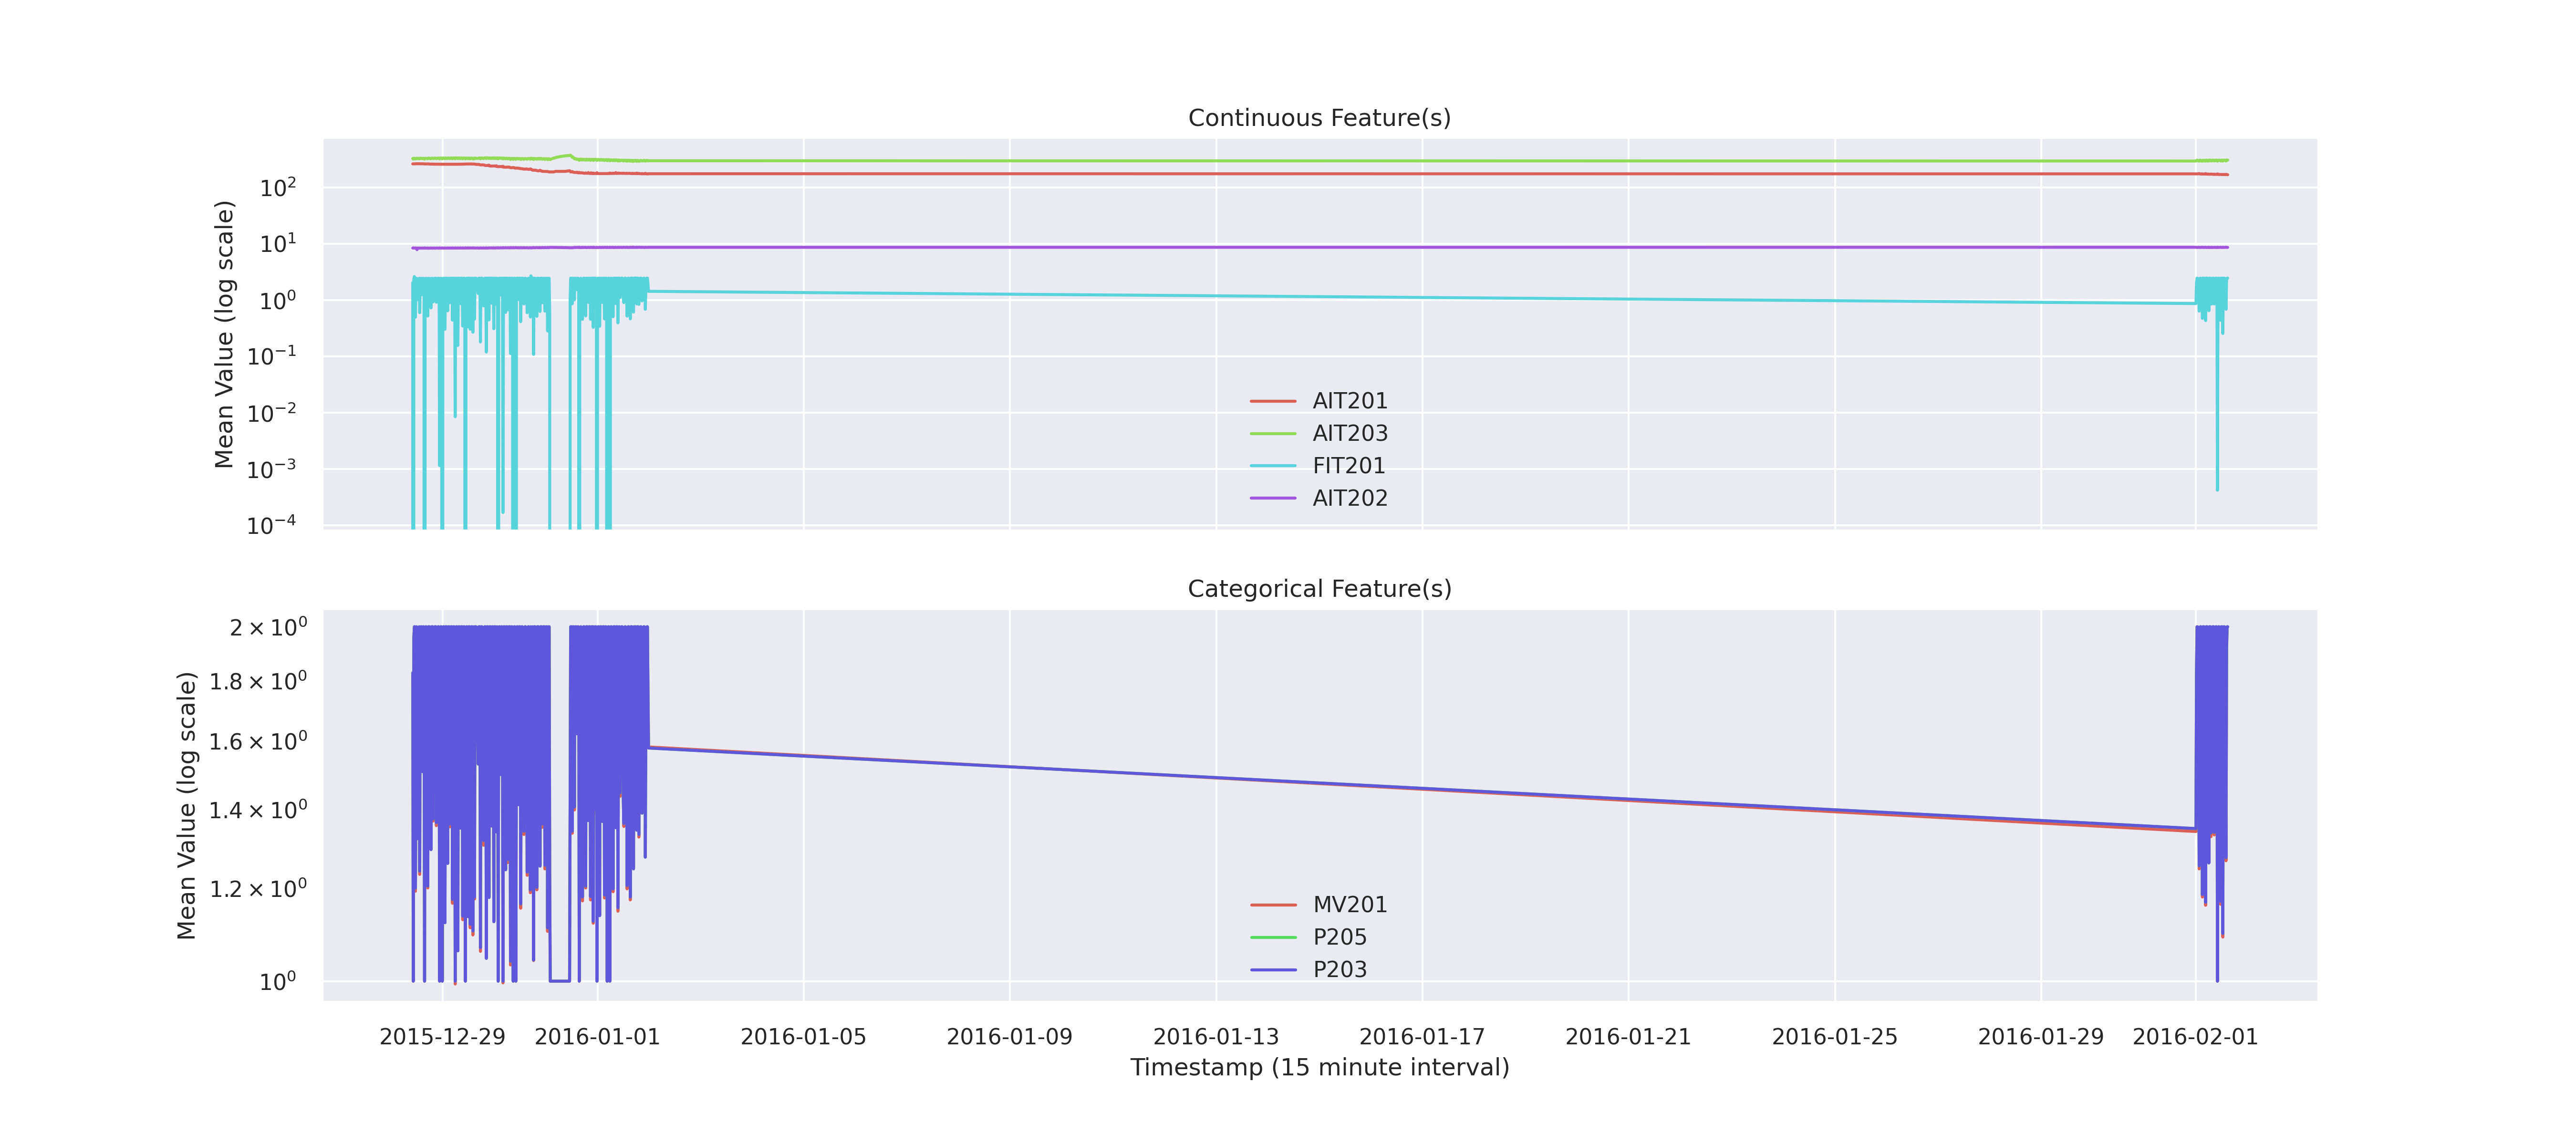 Continuous Feature(s)
Mean Value (log scale)
10²
10¹
10⁰
10⁻¹
10⁻²
10⁻³
10⁻⁴
AIT201
AIT203
FIT201
AIT202
Categorical Feature(s)
Mean Value (log scale)
2 × 10⁰
1.8 × 10⁰
1.6 × 10⁰
1.4 × 10⁰
1.2 × 10⁰
10⁰
MV201
P205
P203
2015-12-29 2016-01-01 2016-01-05 2016-01-09 2016-01-13 2016-01-17 2016-01-21 2016-01-25 2016-01-29 2016-02-01
Timestamp (15 minute interval)